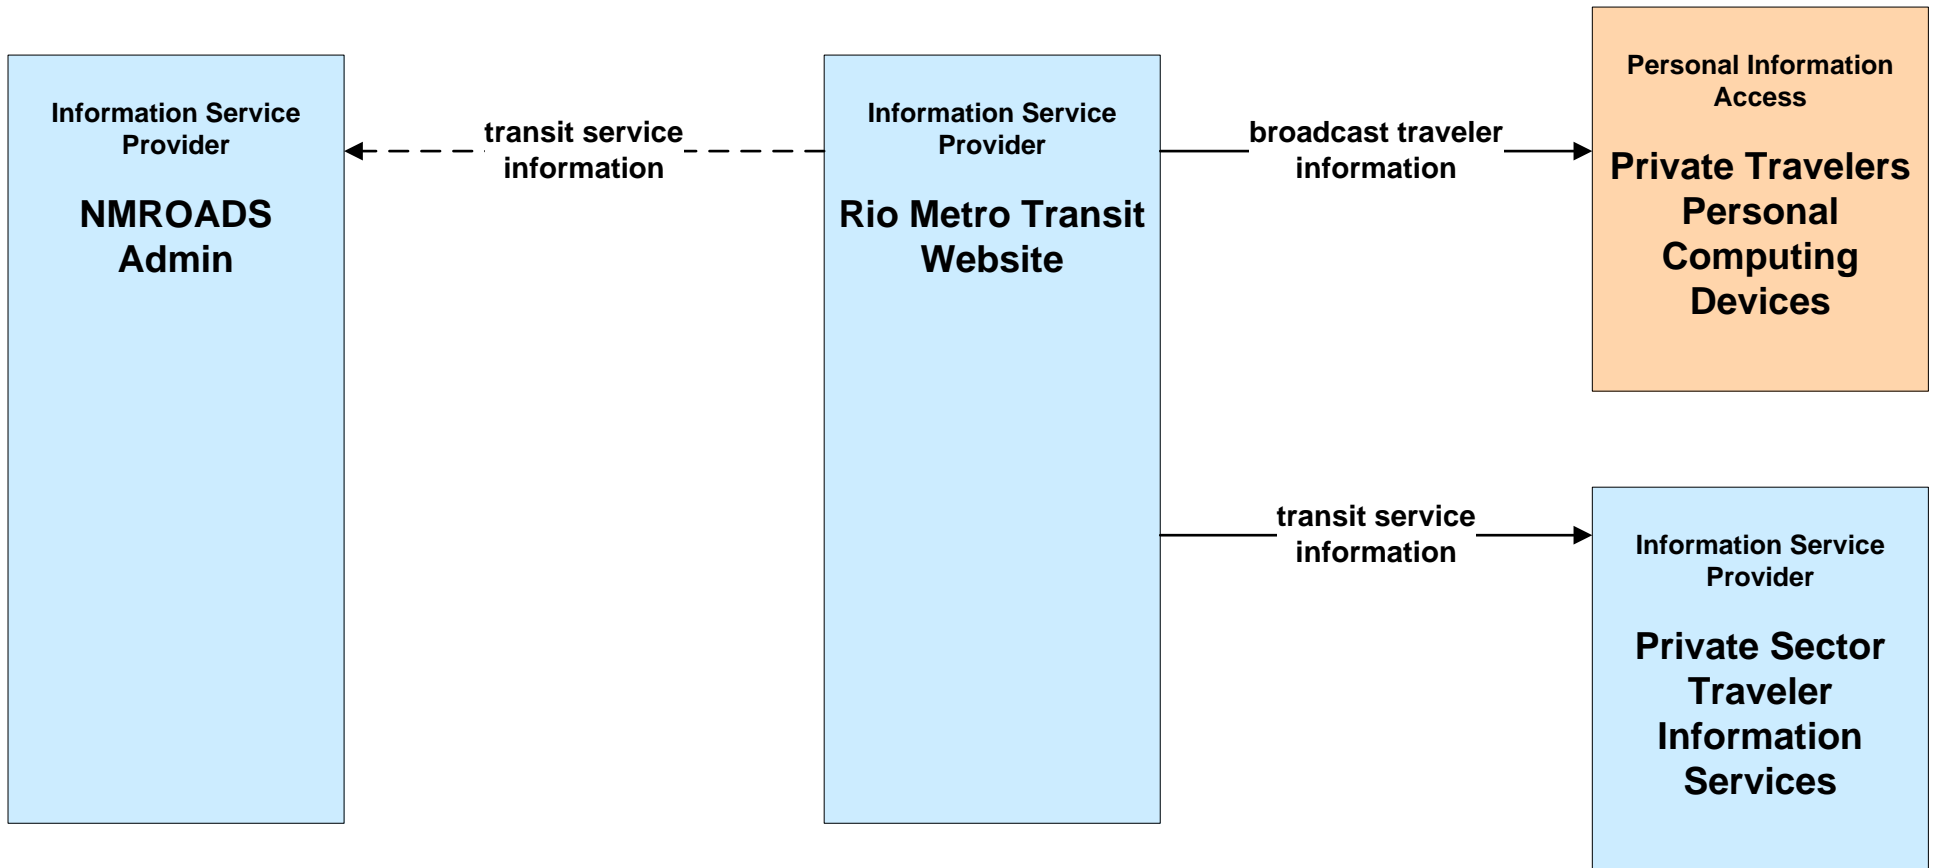 Information Service
Provider
NMROADS
Admin
transit service
information
Information Service
Provider
Rio Metro Transit
Website
broadcast traveler
information
Personal Information
Access
Private Travelers
Personal
Computing
Devices
transit service
information
Information Service
Provider
Private Sector
Traveler
Information
Services